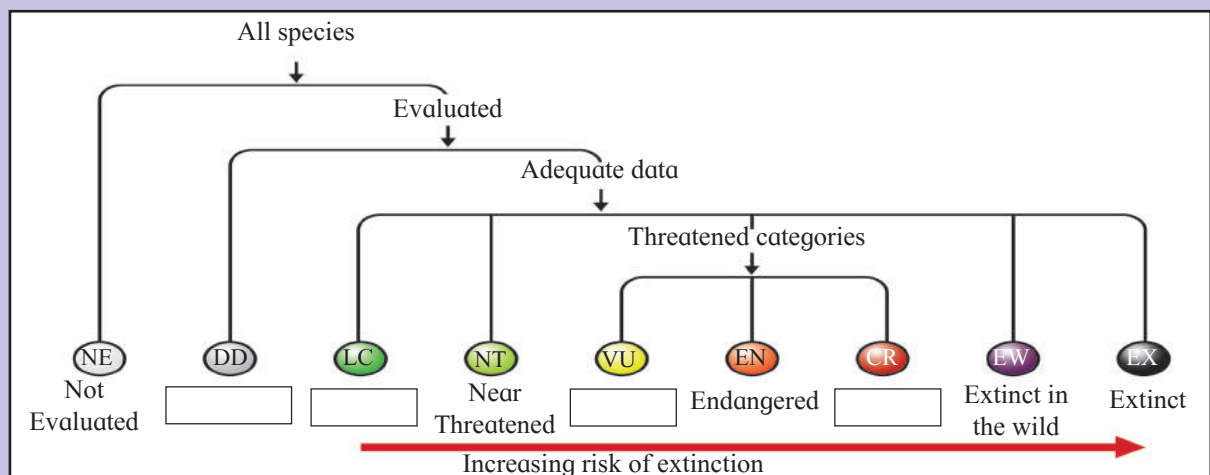 All species
Evaluated
Adequate data
Threatened categories
NE
DD
LC
NT
VU
EN
CR
EW
EX
Not
Evaluated
Near
Threatened
Endangered
Extinct in
the wild
Extinct
Increasing risk of extinction